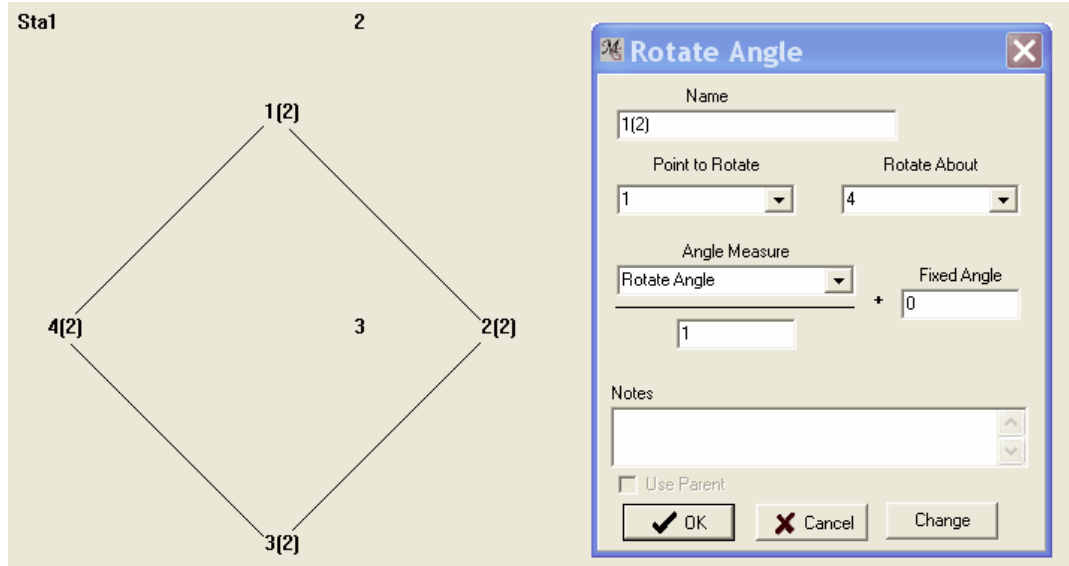 Sta1 2
1(2)
4(2) 3 2(2)
3(2)
Rotate Angle
Name
1(2)
Point to Rotate Rotate About
1 4
Angle Measure
Rotate Angle + Fixed Angle
0
1
Notes
Use Parent
OK Cancel Change